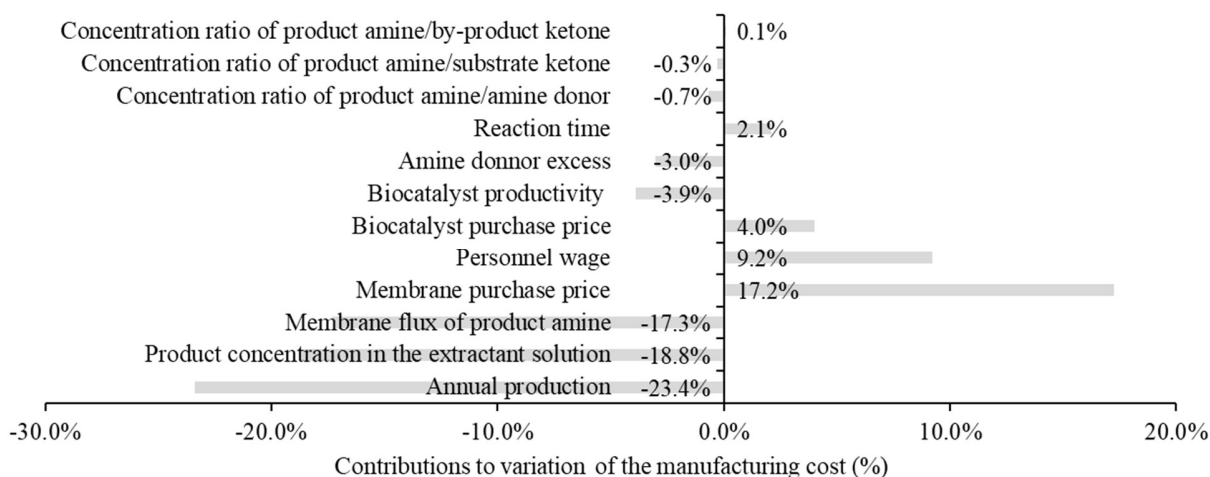 Concentration ratio of product amine/by-product ketone 0.1%
Concentration ratio of product amine/substrate ketone -0.3%
Concentration ratio of product amine/amine donor -0.7%
Reaction time 2.1%
Amine donnor excess -3.0%
Biocatalyst productivity -3.9%
Biocatalyst purchase price 4.0%
Personnel wage 9.2%
Membrane purchase price 17.2%
Membrane flux of product amine -17.3%
Product concentration in the extractant solution -18.8%
Annual production -23.4%
-30.0% -20.0% -10.0% 0.0% 10.0% 20.0%
Contributions to variation of the manufacturing cost (%)